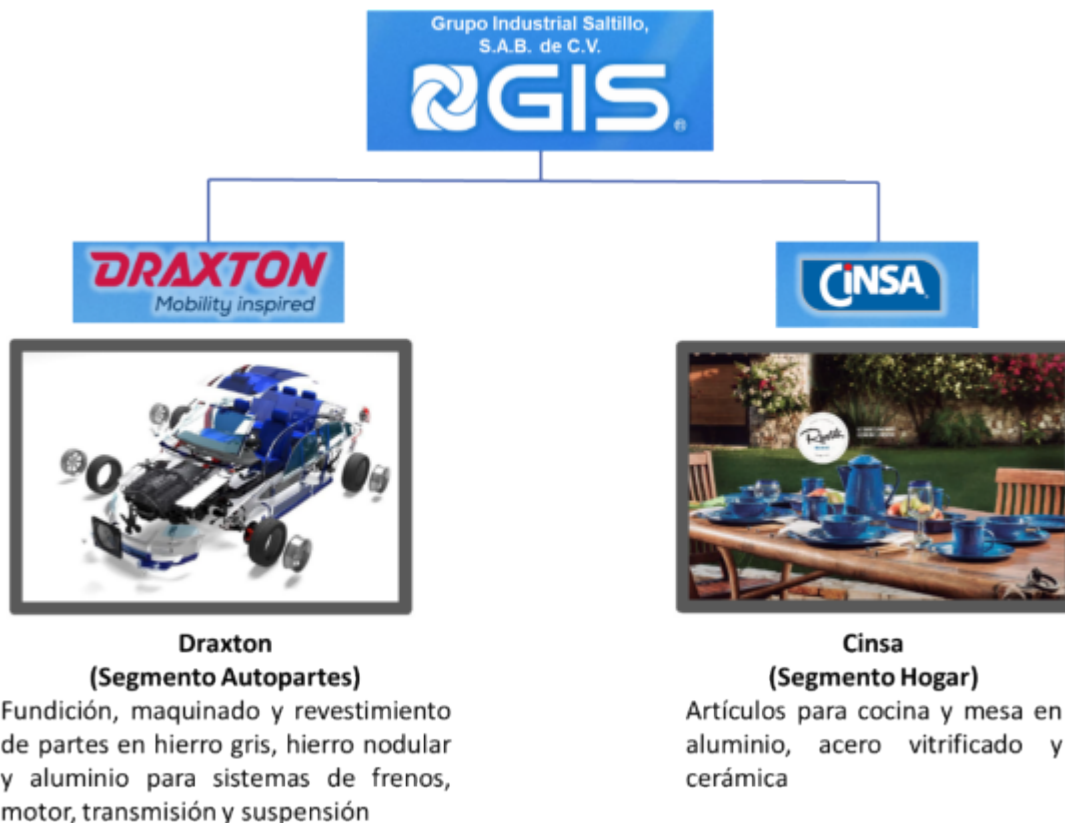 Grupo Industrial Saltillo,
S.A.B. de C.V.
GIS®
DRAXTON
Mobility inspired
CiNSA
Draxton
(Segmento Autopartes)
Fundición, maquinado y revestimiento
de partes en hierro gris, hierro nodular
y aluminio para sistemas de frenos,
motor, transmisión y suspensión
Cinsa
(Segmento Hogar)
Artículos para cocina y mesa en
aluminio, acero vitrificado y
cerámica